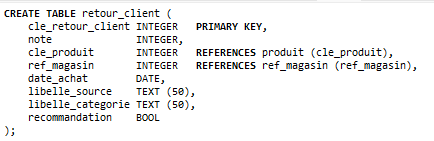 CREATE TABLE retour_client (
    cle_retour_client INTEGER   PRIMARY KEY,
    note              INTEGER,
    cle_produit       INTEGER   REFERENCES produit (cle_produit),
    ref_magasin       INTEGER   REFERENCES ref_magasin (ref_magasin),
    date_achat        DATE,
    libelle_source    TEXT (50),
    libelle_categorie TEXT (50),
    recommandation    BOOL
);